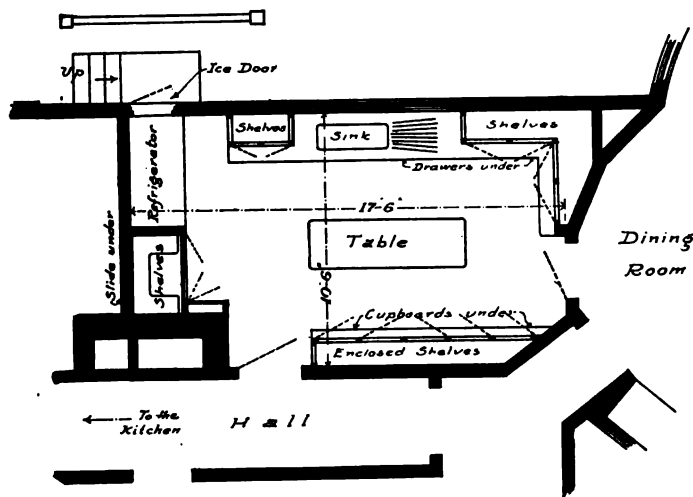 Up
Ice Door
Shelves
Sink
Shelves
Drawers under
Refrigerator
17'-6"
Slide under
Shelves
Table
10'-6"
Dining
Room
Cupboards under
Enclosed Shelves
To the
Kitchen
Hall